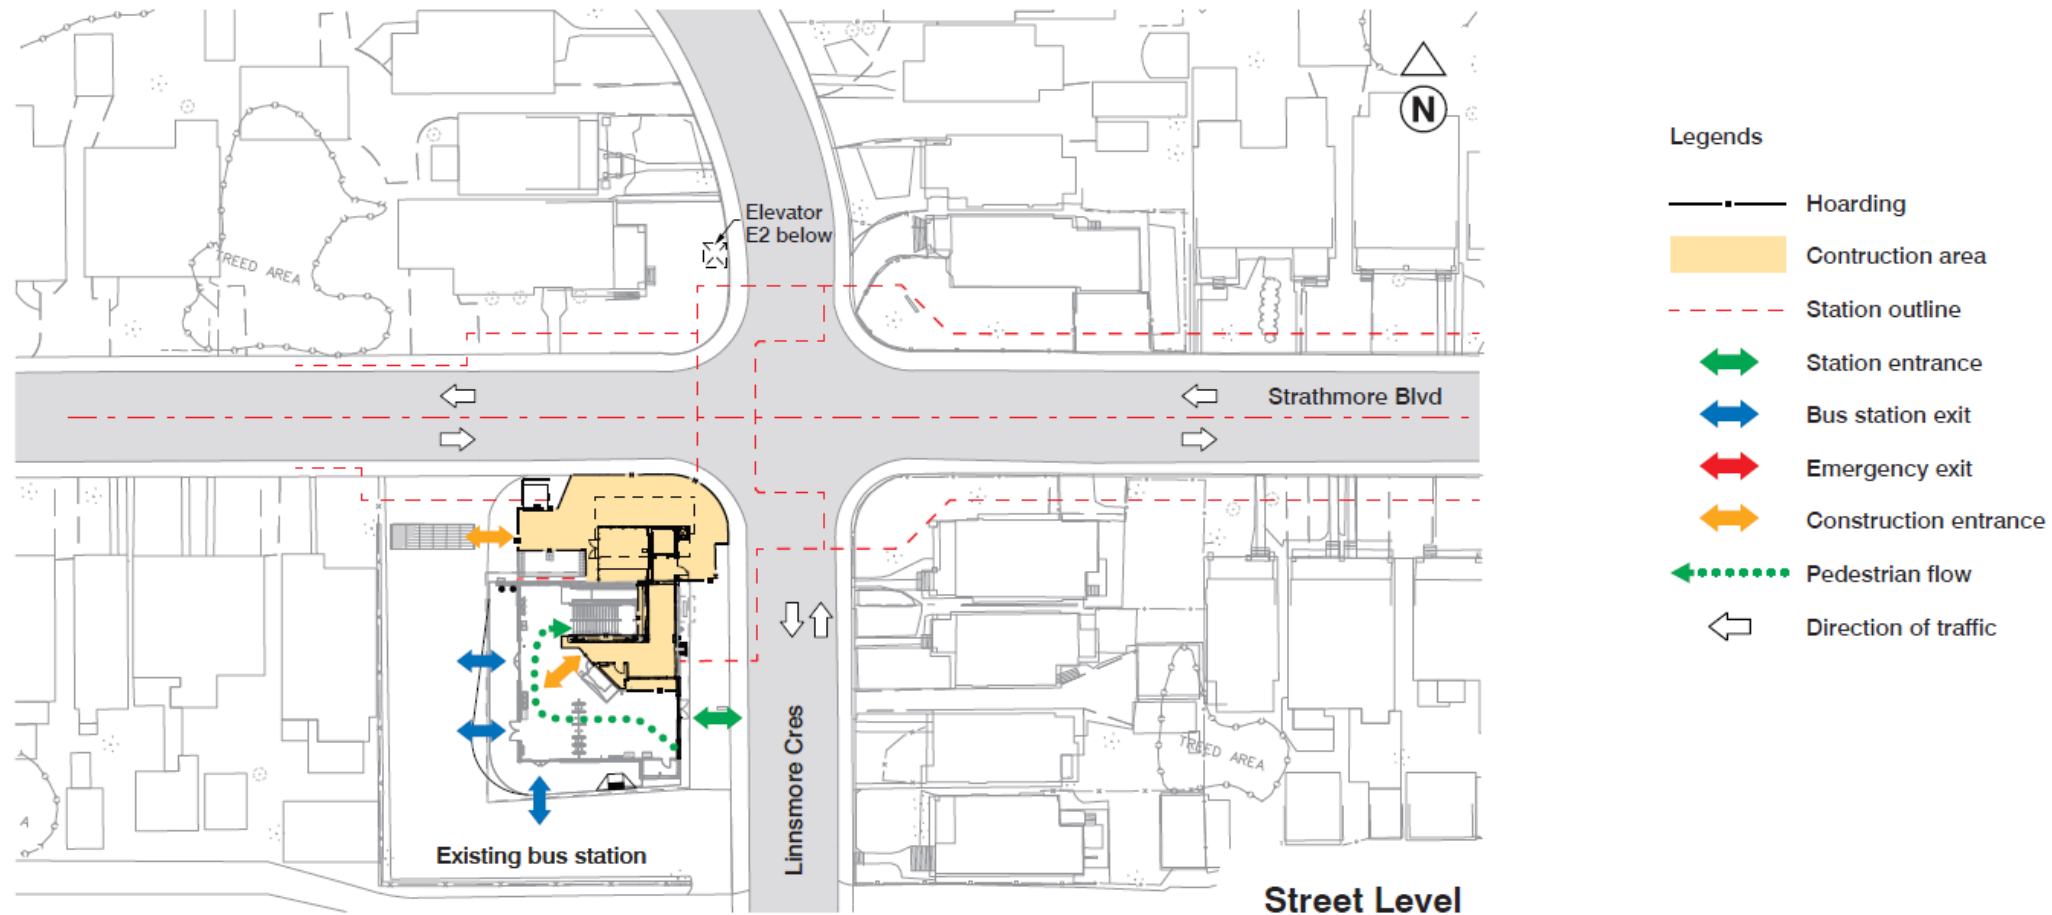 N
Elevator
E2 below
TREED AREA
Strathmore Blvd
Linnsmore Cres
TREED AREA
A
Existing bus station
Street Level
Legends
Hoarding
Contruction area
Station outline
Station entrance
Bus station exit
Emergency exit
Construction entrance
Pedestrian flow
Direction of traffic